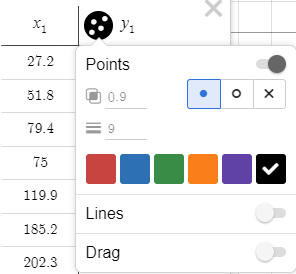 x₁ y₁
27.2
Points
51.8
0.9
79.4
9
75
119.9
185.2
Lines
202.3
Drag